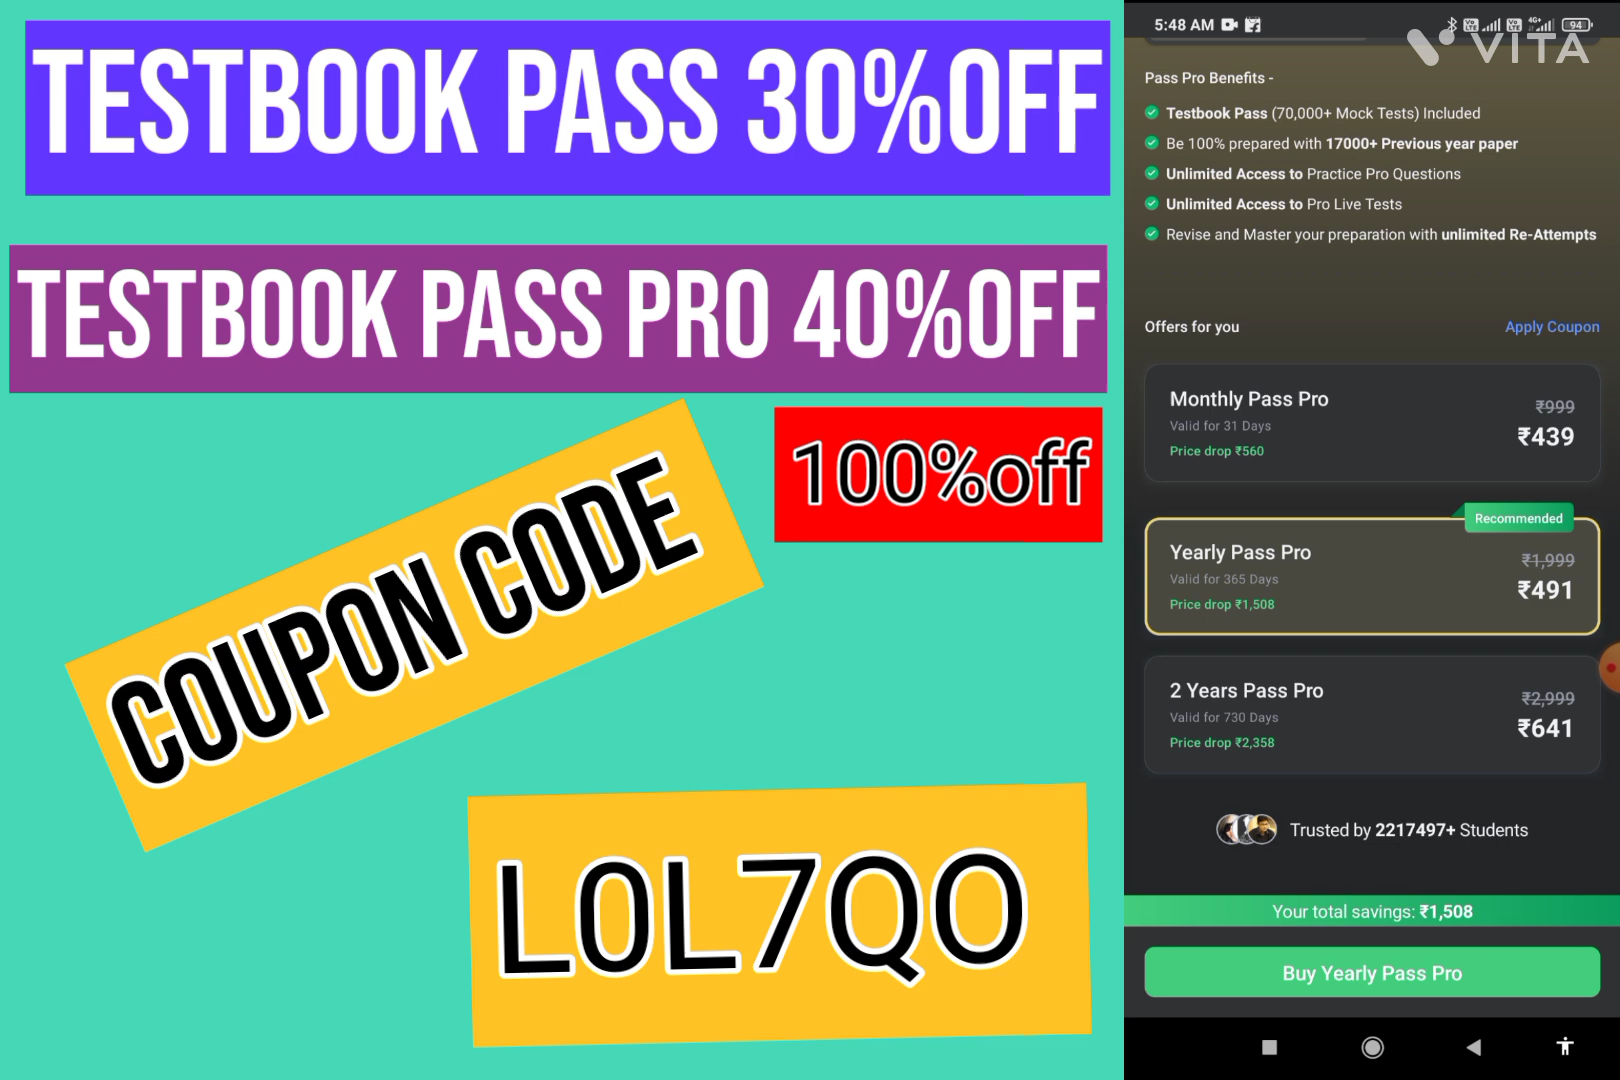 TESTBOOK PASS 30%OFF
TESTBOOK PASS PRO 40%OFF
100%off
COUPON CODE
L0L7QO
5:48 AM
4G+
94
VITA
Pass Pro Benefits -
Testbook Pass (70,000+ Mock Tests) Included
Be 100% prepared with 17000+ Previous year paper
Unlimited Access to Practice Pro Questions
Unlimited Access to Pro Live Tests
Revise and Master your preparation with unlimited Re-Attempts
Offers for you
Apply Coupon
Monthly Pass Pro
₹999
Valid for 31 Days
₹439
Price drop ₹560
Recommended
Yearly Pass Pro
₹1,999
Valid for 365 Days
₹491
Price drop ₹1,508
2 Years Pass Pro
₹2,999
Valid for 730 Days
₹641
Price drop ₹2,358
Trusted by 2217497+ Students
Your total savings: ₹1,508
Buy Yearly Pass Pro